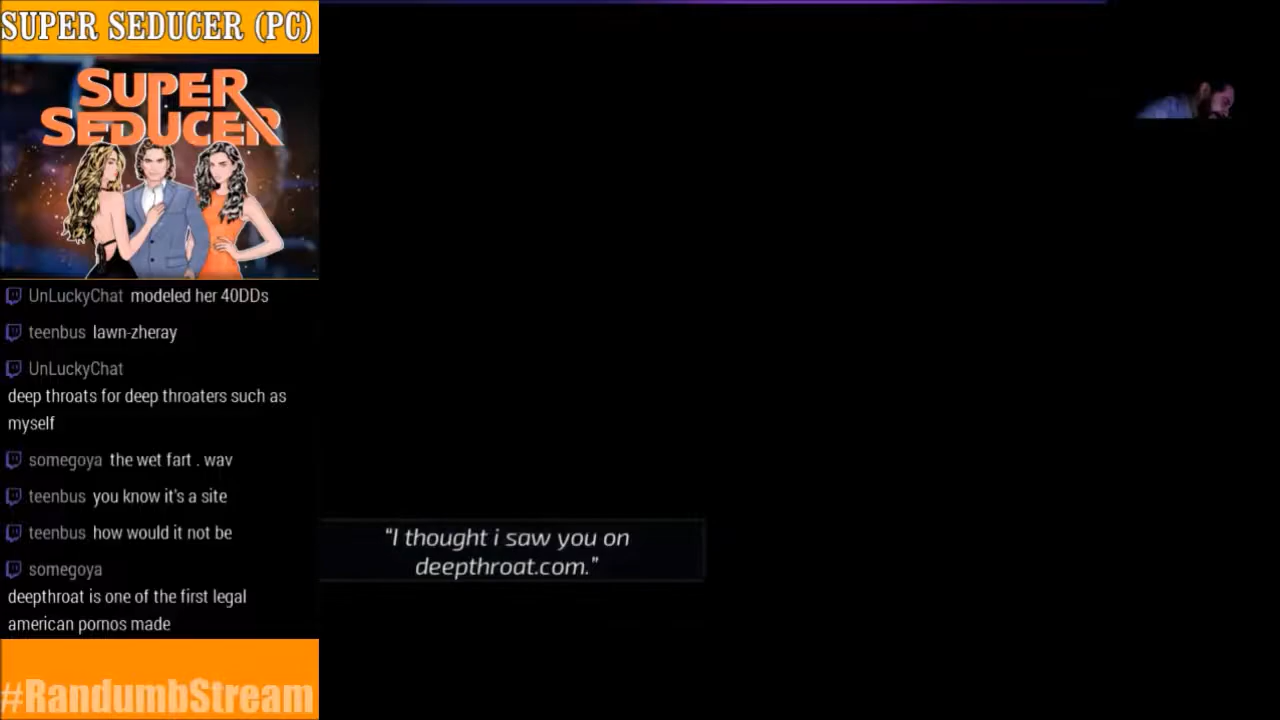 SUPER SEDUCER (PC)
SUPER
SEDUCER
UnLuckyChat modeled her 40DDs
teenbus lawn-zheray
UnLuckyChat
deep throats for deep throaters such as
myself
somegoya the wet fart . wav
teenbus you know it's a site
teenbus how would it not be
somegoya
deepthroat is one of the first legal
american pornos made
#RandumbStream
"I thought i saw you on
deepthroat.com."